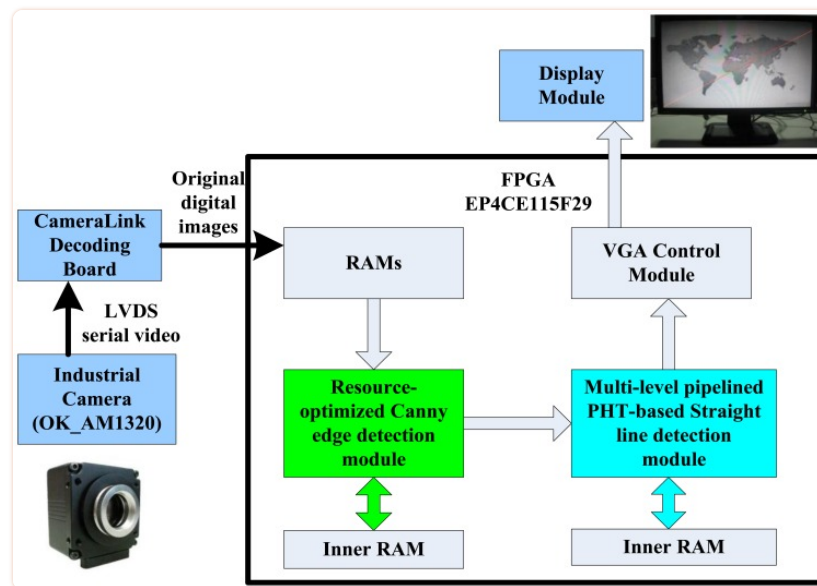 Display
Module
FPGA
EP4CE115F29
Original
digital
images
CameraLink
Decoding
Board
RAMs
VGA Control
Module
LVDS
serial video
Industrial
Camera
(OK_AM1320)
Resource-
optimized Canny
edge detection
module
Multi-level pipelined
PHT-based Straight
line detection
module
Inner RAM
Inner RAM